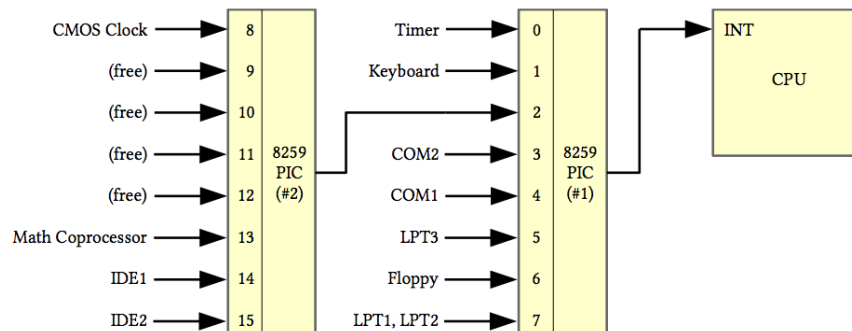 CMOS Clock 8
(free) 9
(free) 10
(free) 11
(free) 12
Math Coprocessor 13
IDE1 14
IDE2 15
8259
PIC
(#2)
Timer 0
Keyboard 1
2
COM2 3
COM1 4
LPT3 5
Floppy 6
LPT1, LPT2 7
8259
PIC
(#1)
INT
CPU